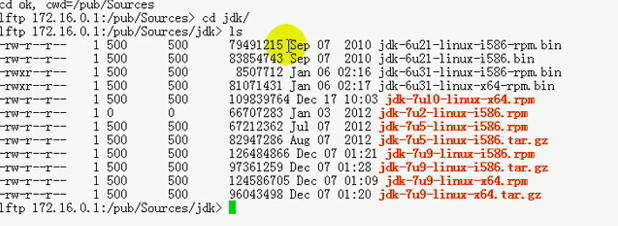 cd ok, cwd=/pub/Sources
lftp 172.16.0.1:/pub/Sources> cd jdk/
lftp 172.16.0.1:/pub/Sources/jdk> ls
-rw-r--r-- 1 500 500 79491215 Sep 07 2010 jdk-6u21-linux-i586-rpm.bin
-rw-r--r-- 1 500 500 83854743 Sep 07 2010 jdk-6u21-linux-i586.bin
-rwxr--r-- 1 500 500 8507712 Jan 06 02:16 jdk-6u31-linux-i586-rpm.bin
-rwxr--r-- 1 500 500 81071431 Jan 06 02:17 jdk-6u31-linux-x64-rpm.bin
-rw-r--r-- 1 500 500 109839764 Dec 17 10:03 jdk-7u10-linux-x64.rpm
-rw-r--r-- 1 0 0 66707283 Jan 03 2012 jdk-7u2-linux-i586.rpm
-rw-r--r-- 1 500 500 67212362 Jul 07 2012 jdk-7u5-linux-i586.rpm
-rw-r--r-- 1 500 500 82947286 Aug 07 2012 jdk-7u5-linux-i586.tar.gz
-rw-r--r-- 1 500 500 126484866 Dec 07 01:21 jdk-7u9-linux-i586.rpm
-rw-r--r-- 1 500 500 97361259 Dec 07 01:28 jdk-7u9-linux-i586.tar.gz
-rw-r--r-- 1 500 500 124586705 Dec 07 01:09 jdk-7u9-linux-x64.rpm
-rw-r--r-- 1 500 500 96043498 Dec 07 01:20 jdk-7u9-linux-x64.tar.gz
lftp 172.16.0.1:/pub/Sources/jdk>